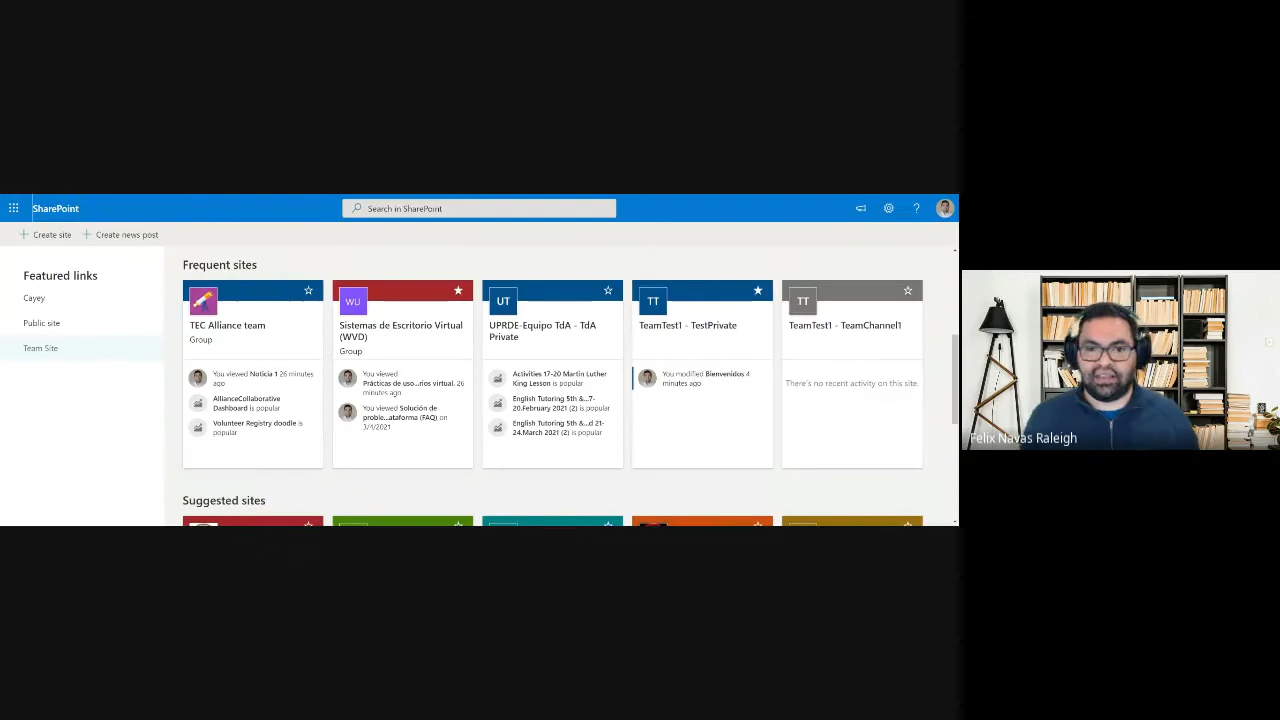 SharePoint
Search in SharePoint
?
Create site
Create news post
Featured links
Cayey
Public site
Team Site
Frequent sites
TEC Alliance team
Group
You viewed Noticia 1 26 minutes
ago
AllianceCollaborative
Dashboard is popular
Volunteer Registry doodle is
popular
WU
Sistemas de Escritorio Virtual
(WVD)
Group
You viewed
Prácticas de uso...rios virtual. 26
minutes ago
You viewed Solución de
proble...ataforma (FAQ) on
3/4/2021
UT
UPRDE-Equipo TdA - TdA
Private
Activities 17-20 Martin Luther
King Lesson is popular
English Tutoring 5th &...7-
20.February 2021 (2) is popular
English Tutoring 5th &...d 21-
24.March 2021 (2) is popular
TT
TeamTest1 - TestPrivate
You modified Bienvenidos 4
minutes ago
TT
TeamTest1 - TeamChannel1
There's no recent activity on this site.
Suggested sites
Felix Navas Raleigh